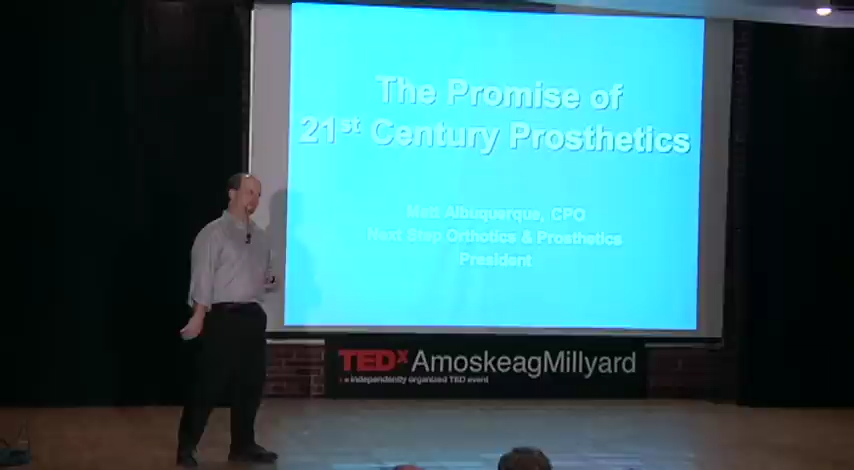 The Promise of
21st Century Prosthetics
Matt Albuquerque, CPO
Next Step Orthotics & Prosthetics
President
TEDx AmoskeagMillyard
x = independently organized TED event